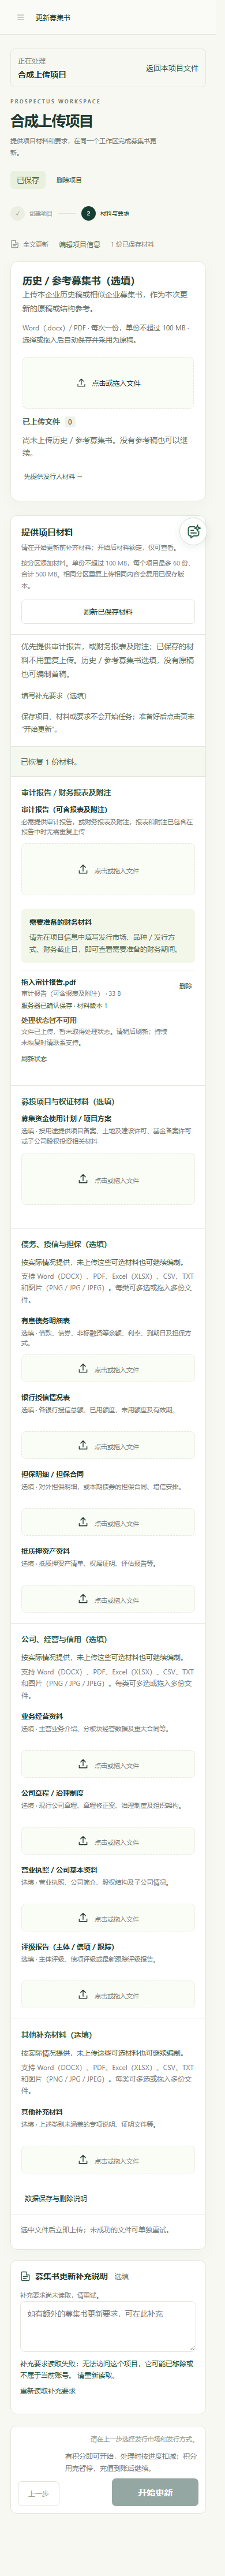 更新募集书
正在处理
合成上传项目
返回本项目文件
PROSPECTUS WORKSPACE
合成上传项目
提供项目材料和要求，在同一个工作区完成募集书更
新。
已保存
删除项目
创建项目
2
材料与要求
全文更新
编辑项目信息
1 份已保存材料
历史 / 参考募集书（选填）
上传本企业历史稿或相似企业募集书，作为本次更
新的原稿或结构参考。
Word（.docx）/ PDF · 每次一份，单份不超过 100 MB ·
选择或拖入后自动保存并采用为原稿。
点击或拖入文件
已上传文件 0
尚未上传历史 / 参考募集书。没有参考稿也可以继
续。
先提供发行人材料 →
提供项目材料
请在开始更新前补齐材料；开始后材料锁定，仅可查看。
按分区添加材料。单份不超过 100 MB，每个项目最多 60 份，
合计 500 MB。相同分区重复上传相同内容会复用已保存版
本。
刷新已保存材料
优先提供审计报告，或财务报表及附注；已保存的材
料不用重复上传。历史 / 参考募集书选填，没有原稿
也可编制首稿。
填写补充要求（选填）
保存项目、材料或要求不会开始任务；准备好后点击页末
“开始更新”。
已恢复 1 份材料。
审计报告 / 财务报表及附注
审计报告（可含报表及附注）
必需提供审计报告，或财务报表及附注；报表和附注已包含在
报告中时无需重复上传
点击或拖入文件
需要准备的财务材料
请先在项目信息中填写发行市场、品种 / 发行方
式、财务截止日，即可查看需要准备的财务期间。
拖入审计报告.pdf
删除
审计报告（可含报表及附注） · 33 B
服务器已确认保存 · 材料版本 1
处理状态暂不可用
文件已上传，暂未取得处理状态。请稍后刷新；持续
未恢复时请联系支持。
刷新状态
募投项目与权证材料（选填）
募集资金使用计划 / 项目方案
选填 · 按用途提供项目备案、土地及建设许可、基金备案许可
或子公司股权投资相关材料
点击或拖入文件
债务、授信与担保（选填）
按实际情况提供，未上传这些可选材料也可继续编制。
支持 Word（DOCX）、PDF、Excel（XLSX）、CSV、TXT
和图片（PNG / JPG / JPEG）。每类可多选或拖入多份文
件。
有息债务明细表
选填 · 借款、债券、非标融资等余额、利率、到期日及担保方
式。
点击或拖入文件
银行授信情况表
选填 · 各银行授信总额、已用额度、未用额度及有效期。
点击或拖入文件
担保明细 / 担保合同
选填 · 对外担保明细，或本期债券的担保合同、增信安排。
点击或拖入文件
抵质押资产资料
选填 · 抵质押资产清单、权属证明、评估报告等。
点击或拖入文件
公司、经营与信用（选填）
按实际情况提供，未上传这些可选材料也可继续编制。
支持 Word（DOCX）、PDF、Excel（XLSX）、CSV、TXT
和图片（PNG / JPG / JPEG）。每类可多选或拖入多份文
件。
业务经营资料
选填 · 主营业务介绍、分板块经营数据及重大合同等。
点击或拖入文件
公司章程 / 治理制度
选填 · 现行公司章程、章程修正案、治理制度及组织架构。
点击或拖入文件
营业执照 / 公司基本资料
选填 · 营业执照、公司简介、股权结构及子公司情况。
点击或拖入文件
评级报告（主体 / 债项 / 跟踪）
选填 · 主体评级、债项评级或最新跟踪评级报告。
点击或拖入文件
其他补充材料（选填）
按实际情况提供，未上传这些可选材料也可继续编制。
支持 Word（DOCX）、PDF、Excel（XLSX）、CSV、TXT
和图片（PNG / JPG / JPEG）。每类可多选或拖入多份文
件。
其他补充材料
选填 · 上述类别未涵盖的专项说明、证明文件等。
点击或拖入文件
数据保存与删除说明
选中文件后立即上传；未成功的文件可单独重试。
募集书更新补充说明 选填
补充要求尚未读取，请重试。
如有额外的募集书更新要求，可在此补充
补充要求读取失败：无法访问这个项目，它可能已移除或
不属于当前账号。 请重新读取。
重新读取补充要求
请在上一步选择发行市场和发行方式。
有积分即可开始，处理时按进度扣减；积分
用完暂停，充值到账后继续。
上一步
开始更新